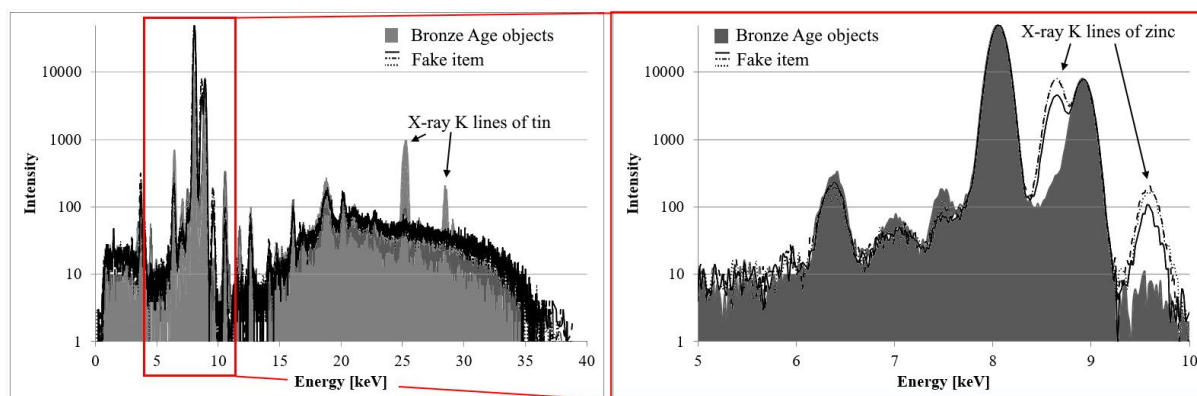 Bronze Age objects
Fake item
X-ray K lines of tin
Intensity
10000
1000
100
10
1
0
5
10
15
20
25
30
35
40
Energy [keV]
Bronze Age objects
Fake item
X-ray K lines of zinc
Intensity
10000
1000
100
10
1
5
6
7
8
9
10
Energy [keV]